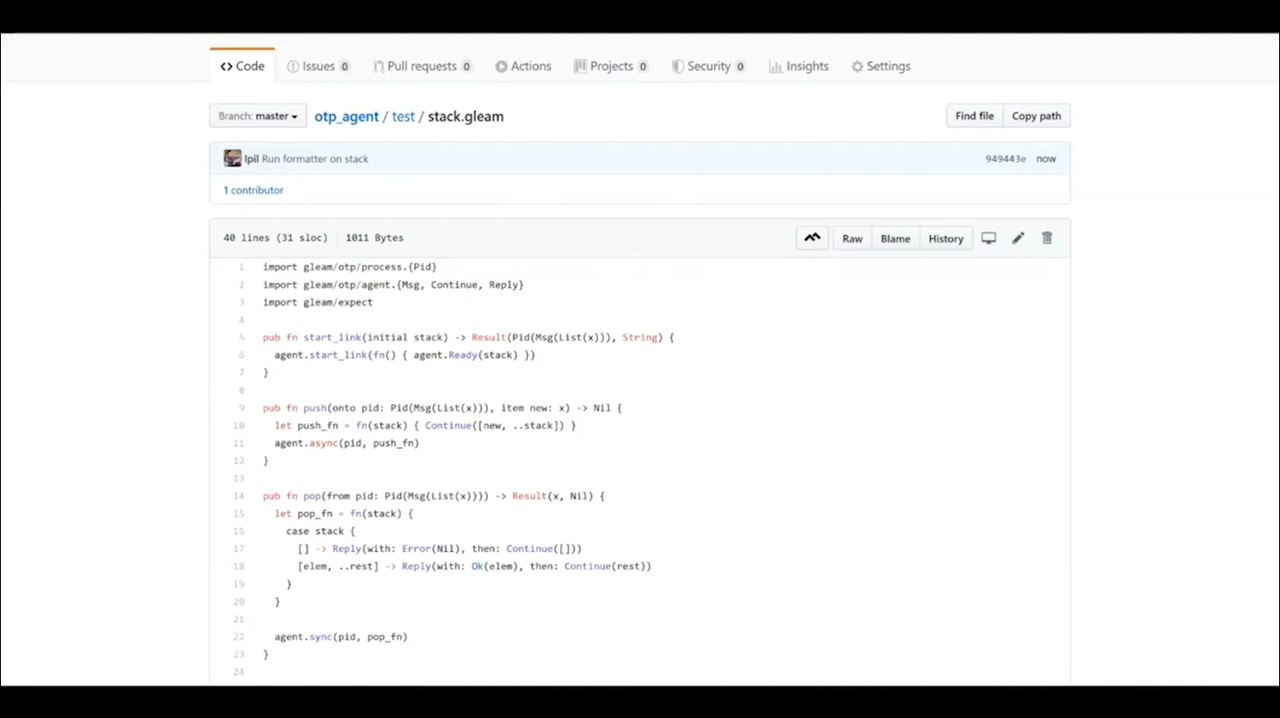 Code Issues 0 Pull requests 0 Actions Projects 0 Security 0 Insights Settings
Branch: master otp_agent / test / stack.gleam Find file Copy path
lpil Run formatter on stack 949443e now
1 contributor
40 lines (31 sloc) 1011 Bytes Raw Blame History
1 import gleam/otp/process.{Pid}
2 import gleam/otp/agent.{Msg, Continue, Reply}
3 import gleam/expect
4
5 pub fn start_link(initial stack) -> Result(Pid(Msg(List(x))), String) {
6   agent.start_link(fn() { agent.Ready(stack) })
7 }
8
9 pub fn push(onto pid: Pid(Msg(List(x))), item new: x) -> Nil {
10   let push_fn = fn(stack) { Continue([new, ..stack]) }
11   agent.async(pid, push_fn)
12 }
13
14 pub fn pop(from pid: Pid(Msg(List(x)))) -> Result(x, Nil) {
15   let pop_fn = fn(stack) {
16     case stack {
17       [] -> Reply(with: Error(Nil), then: Continue([]))
18       [elem, ..rest] -> Reply(with: Ok(elem), then: Continue(rest))
19     }
20   }
21
22   agent.sync(pid, pop_fn)
23 }
24